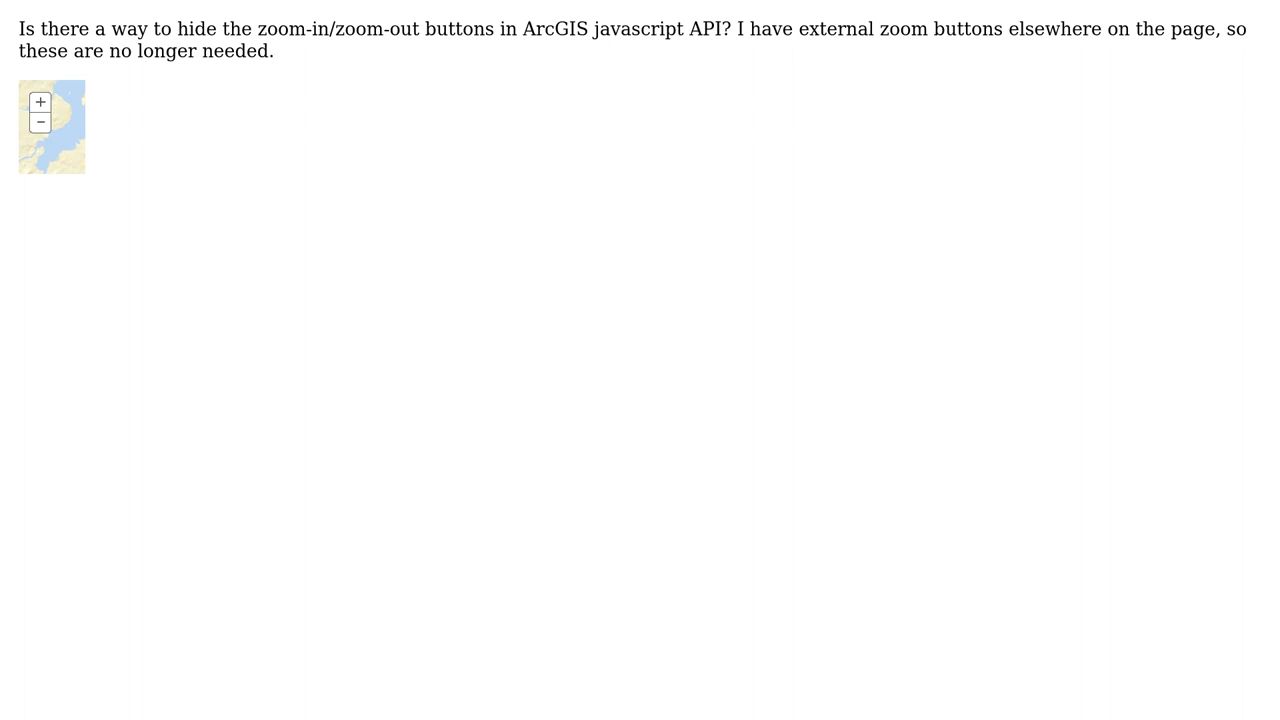 Is there a way to hide the zoom-in/zoom-out buttons in ArcGIS javascript API? I have external zoom buttons elsewhere on the page, so
these are no longer needed.
+
−